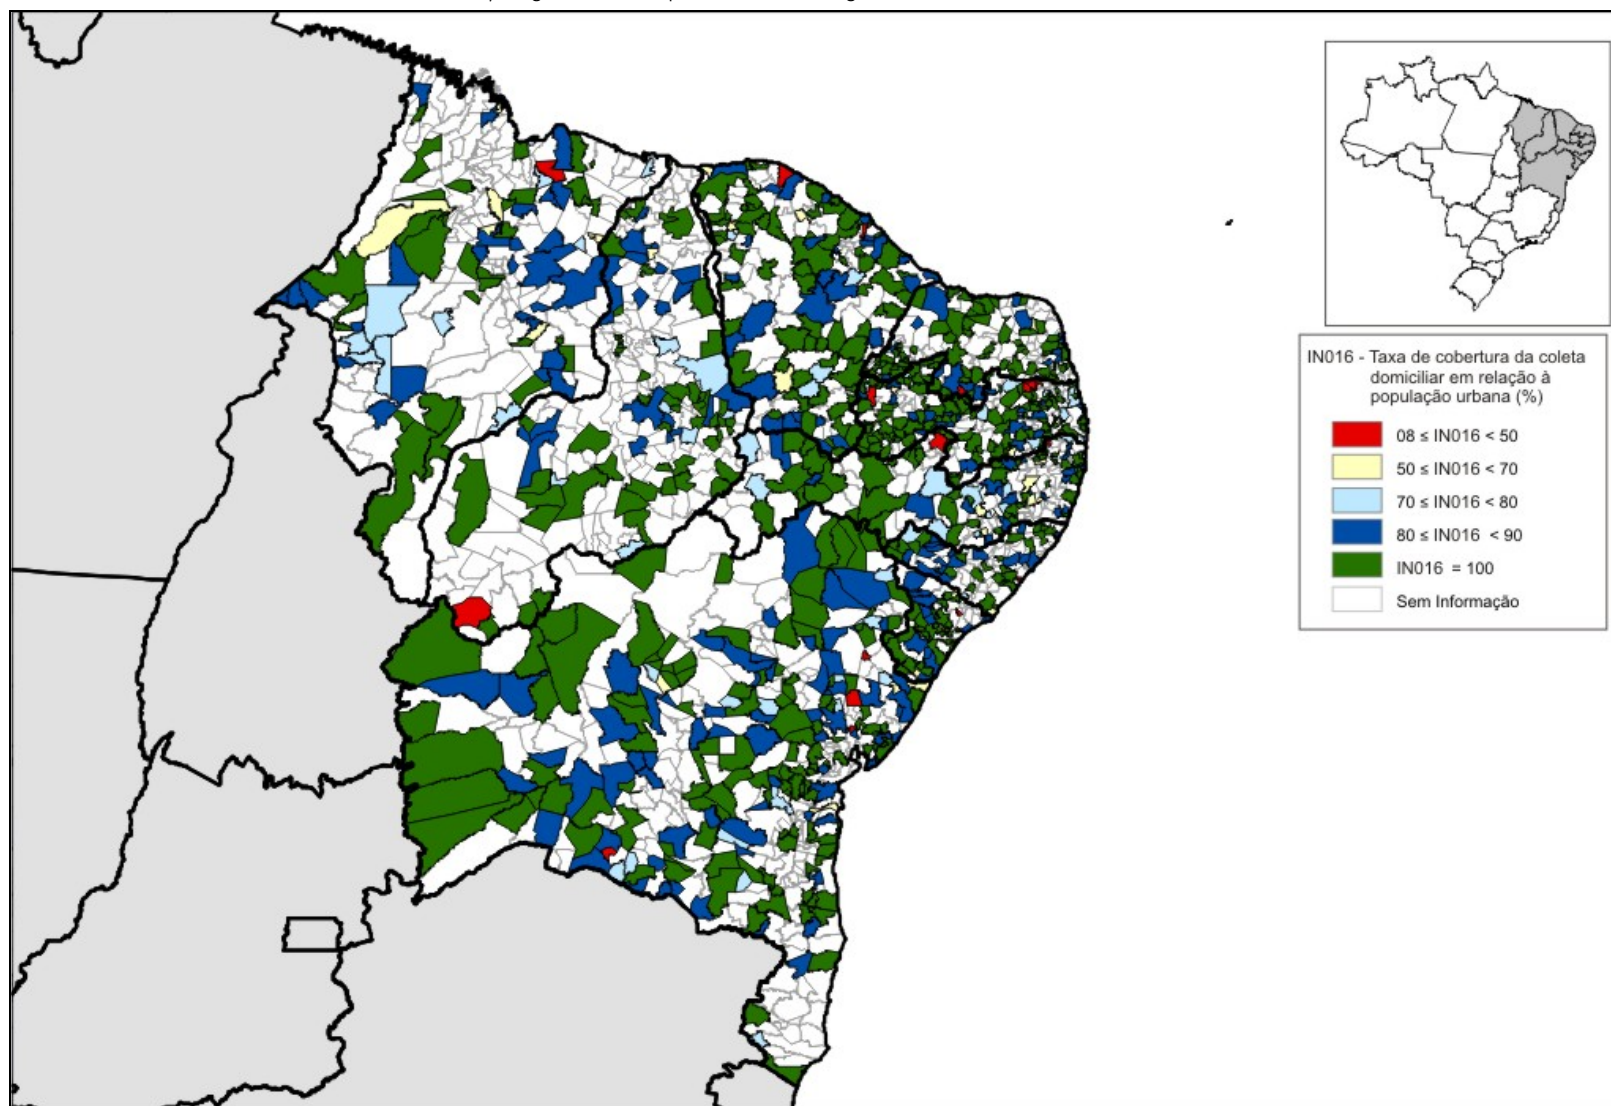 IN016 - Taxa de cobertura da coleta
domiciliar em relação à
população urbana (%)
08 ≤ IN016 < 50
50 ≤ IN016 < 70
70 ≤ IN016 < 80
80 ≤ IN016 < 90
IN016 = 100
Sem Informação